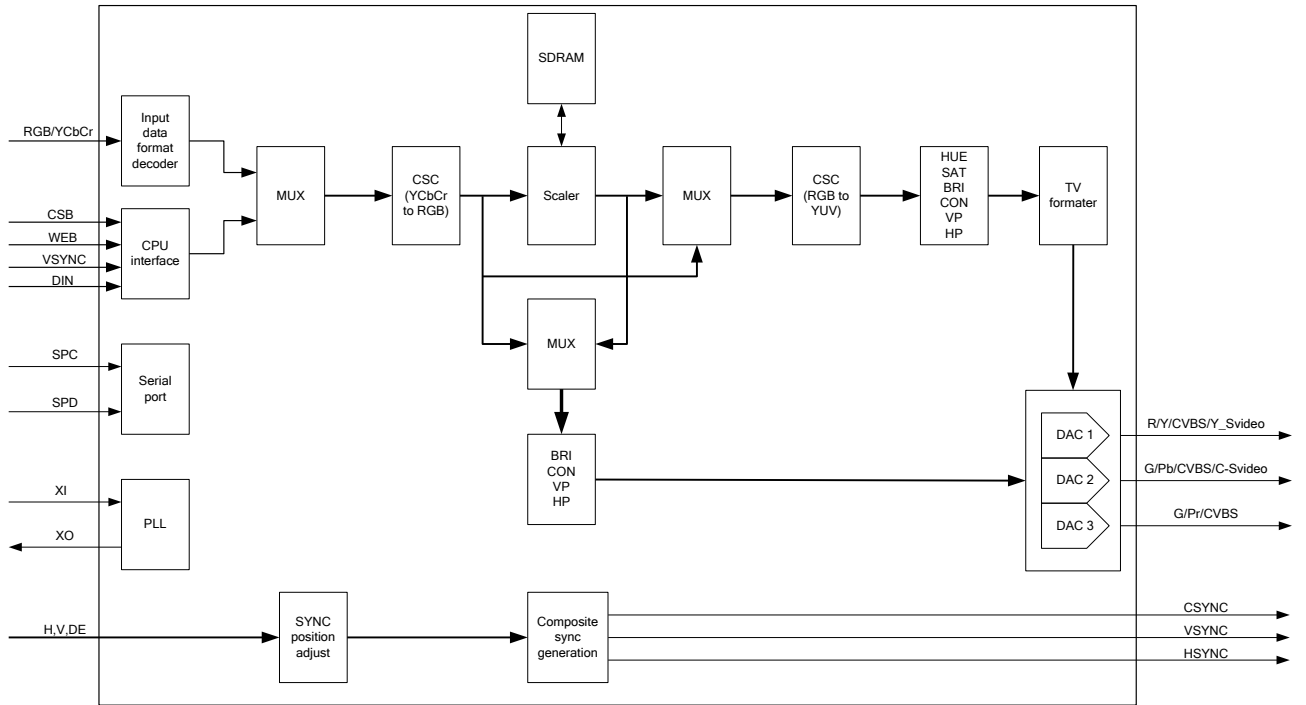 SDRAM
RGB/YCbCr
Input
data
format
decoder
MUX
CSC
(YCbCr
to RGB)
Scaler
MUX
CSC
(RGB to
YUV)
HUE
SAT
BRI
CON
VP
HP
TV
formater
CSB
WEB
VSYNC
DIN
CPU
interface
MUX
SPC
SPD
Serial
port
BRI
CON
VP
HP
DAC 1
DAC 2
DAC 3
R/Y/CVBS/Y_Svideo
G/Pb/CVBS/C-Svideo
G/Pr/CVBS
XI
XO
PLL
H,V,DE
SYNC
position
adjust
Composite
sync
generation
CSYNC
VSYNC
HSYNC